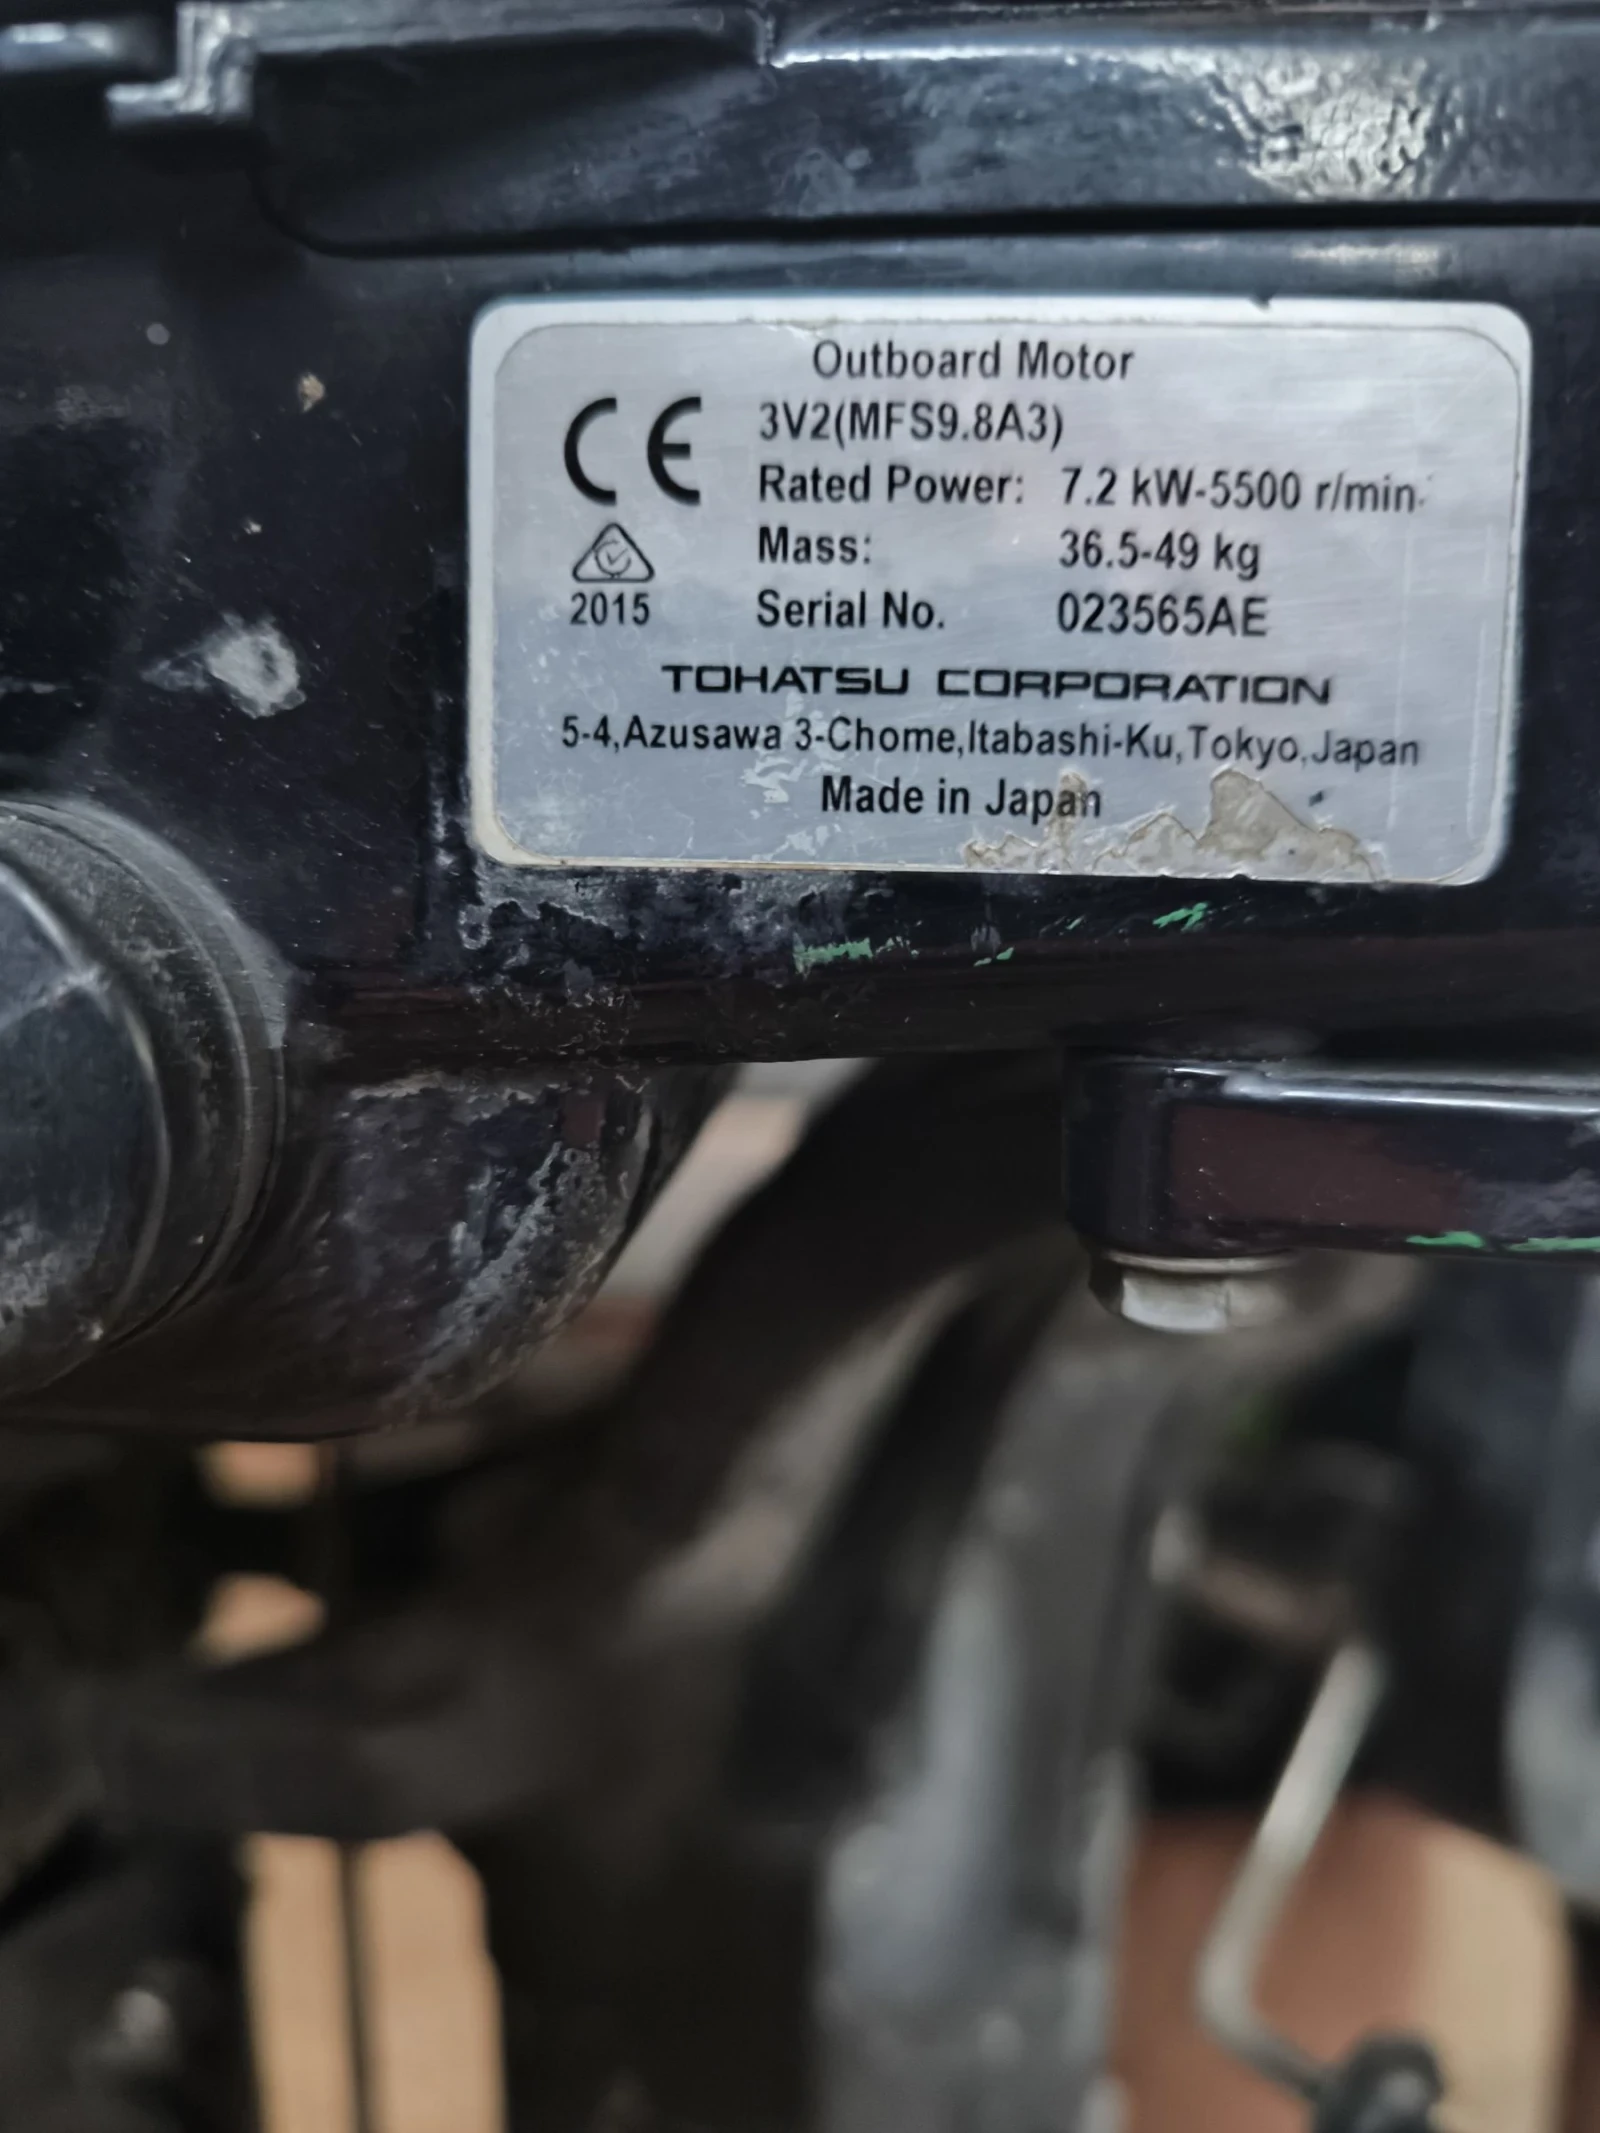 Outboard Motor
CE
3V2(MFS9.8A3)
Rated Power: 7.2 kW-5500 r/min
Mass: 36.5-49 kg
2015
Serial No. 023565AE
TOHATSU CORPORATION
5-4,Azusawa 3-Chome,Itabashi-Ku,Tokyo,Japan
Made in Japan